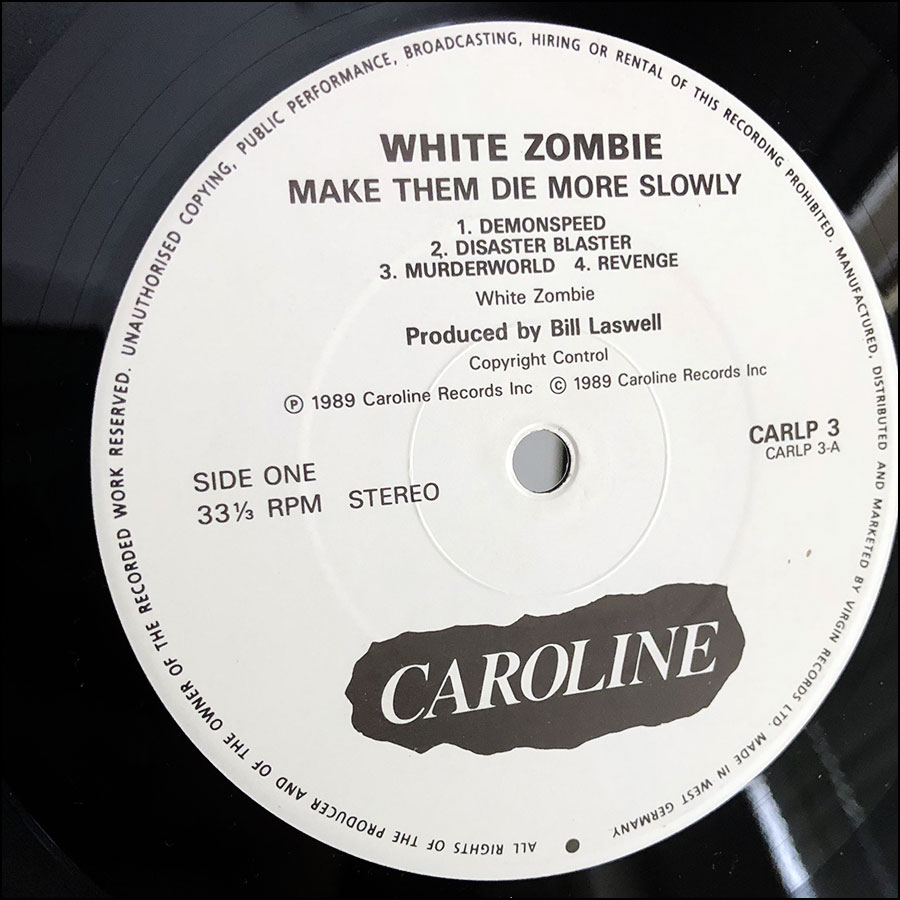 WHITE ZOMBIE
MAKE THEM DIE MORE SLOWLY
1. DEMONSPEED
2. DISASTER BLASTER
3. MURDERWORLD 4. REVENGE
White Zombie
Produced by Bill Laswell
Copyright Control
Ⓟ 1989 Caroline Records Inc © 1989 Caroline Records Inc
CARLP 3
CARLP 3-A
SIDE ONE
33⅓ RPM STEREO
CAROLINE
ALL RIGHTS OF THE PRODUCER AND OF THE OWNER OF THE RECORDED WORK RESERVED. UNAUTHORISED COPYING, PUBLIC PERFORMANCE, BROADCASTING, HIRING OR RENTAL OF THIS RECORDING PROHIBITED. MANUFACTURED, DISTRIBUTED AND MARKETED BY VIRGIN RECORDS LTD. MADE IN WEST GERMANY